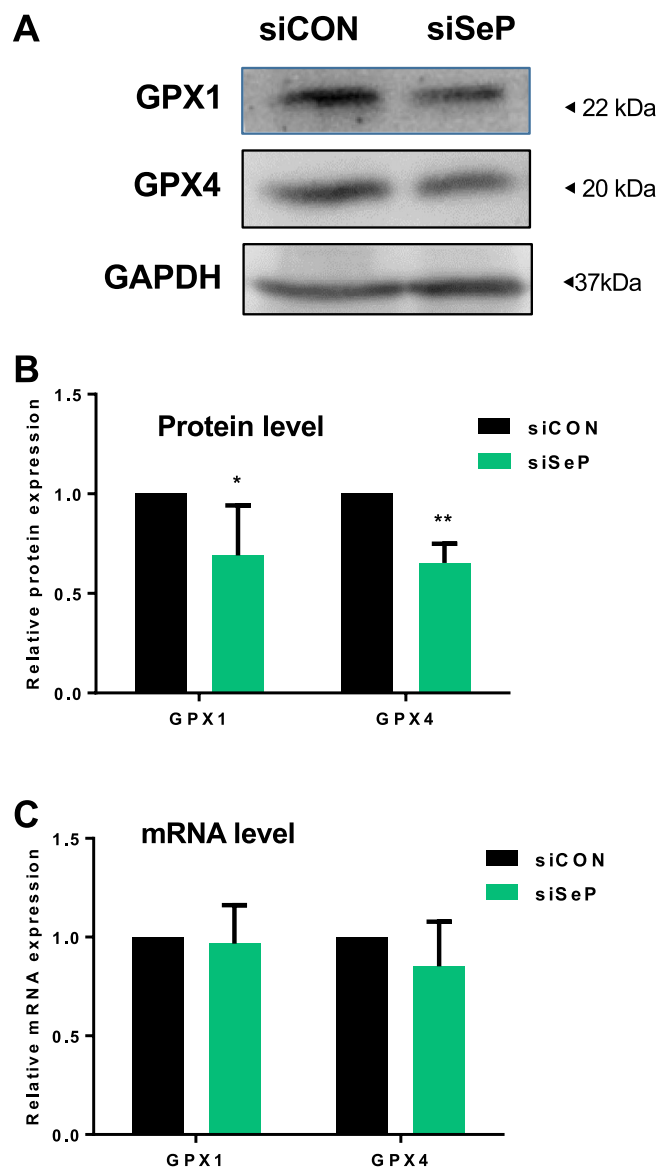 A
siCON siSeP
GPX1
◄ 22 kDa
GPX4
◄ 20 kDa
GAPDH
◄37kDa
B
Protein level
Relative protein expression
1.5
1.0
0.5
0.0
* **
siCON
siSeP
GPX1 GPX4
C
mRNA level
Relative mRNA expression
1.5
1.0
0.5
0.0
siCON
siSeP
GPX1 GPX4